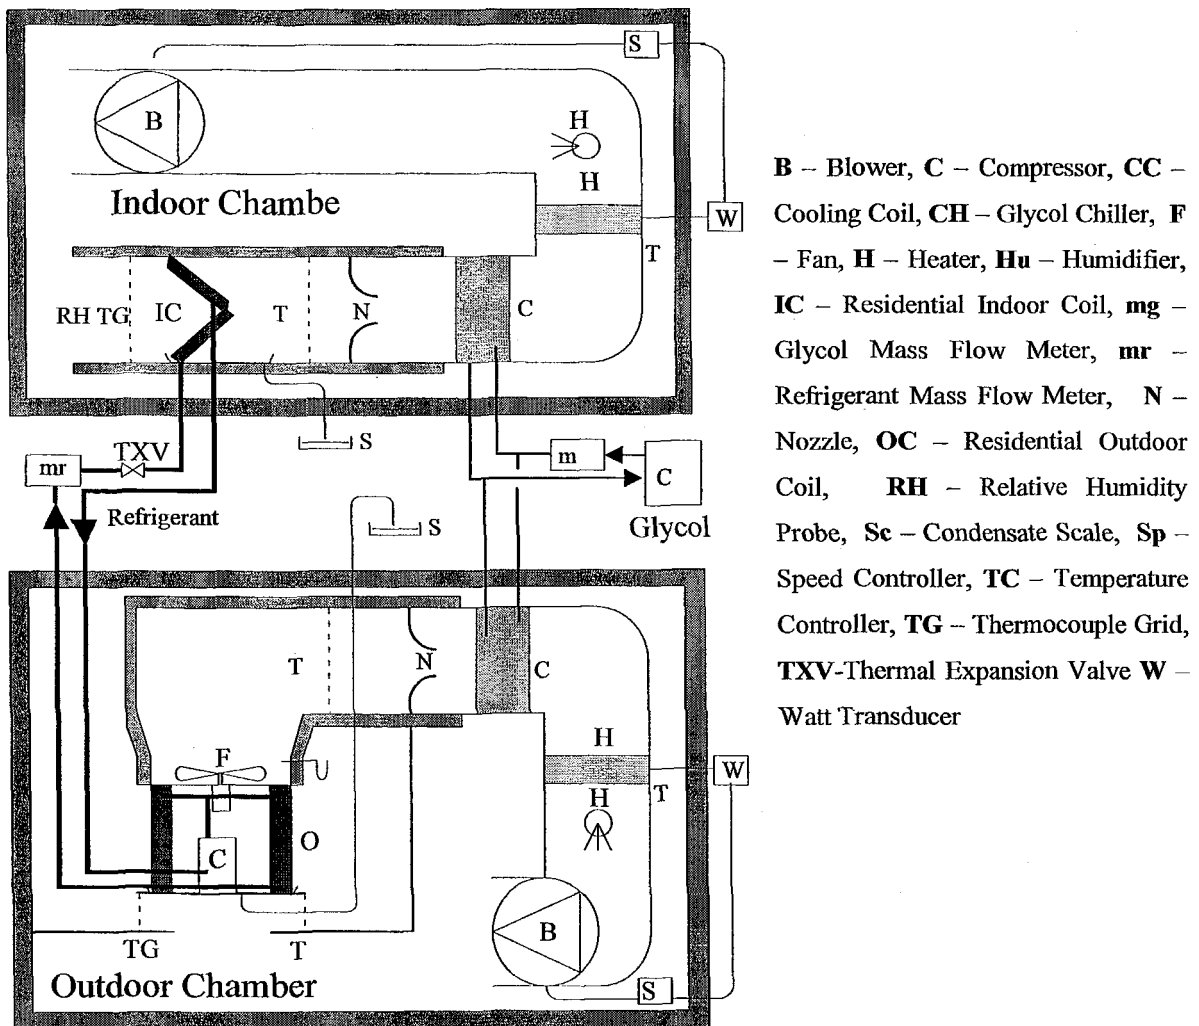 S
B
H
H
Indoor Chambe
W
T
RH TG
IC
T
N
C
TXV
S
mr
m
C
Refrigerant
S
Glycol
T
N
C
F
H
W
H
T
O
C
TG
T
B
Outdoor Chamber
S
B – Blower, C – Compressor, CC –
Cooling Coil, CH – Glycol Chiller, F
– Fan, H – Heater, Hu – Humidifier,
IC – Residential Indoor Coil, mg –
Glycol Mass Flow Meter, mr –
Refrigerant Mass Flow Meter, N –
Nozzle, OC – Residential Outdoor
Coil, RH – Relative Humidity
Probe, Sc – Condensate Scale, Sp –
Speed Controller, TC – Temperature
Controller, TG – Thermocouple Grid,
TXV-Thermal Expansion Valve W –
Watt Transducer